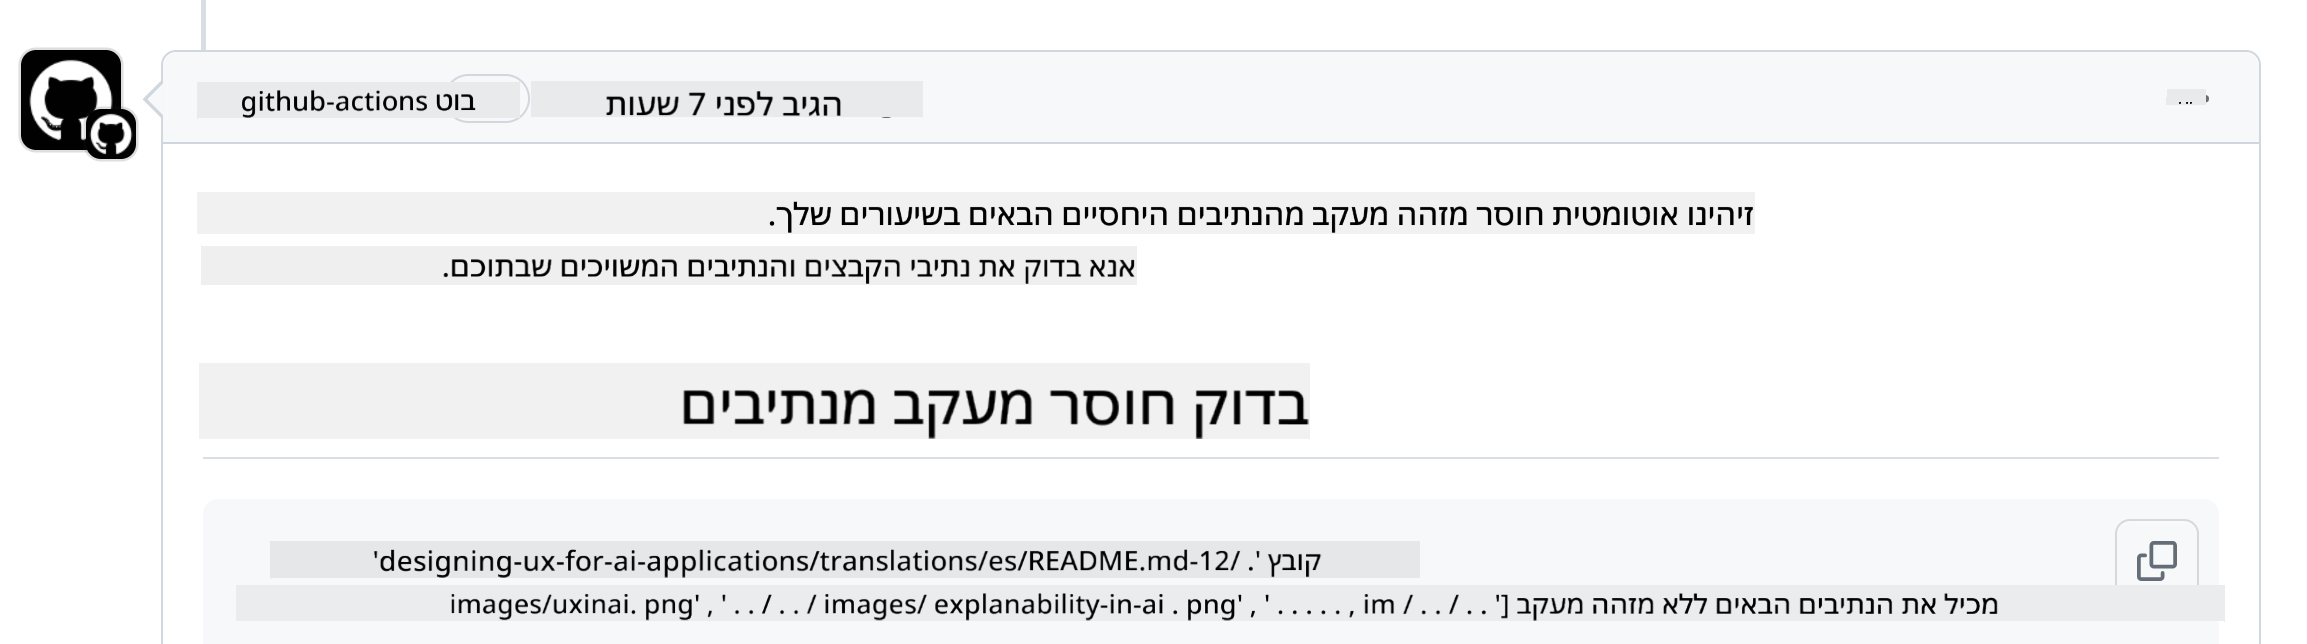 github-actions בוט הגיב לפני 7 שעות
זיהינו אוטומטית חוסר מזהה מעקב מהנתיבים היחסיים הבאים בשיעורים שלך.
אנא בדוק את נתיבי הקבצים והנתיבים המשויכים שבתוכם.
בדוק חוסר מעקב מנתיבים
קובץ '. /designing-ux-for-ai-applications/translations/es/README.md-12'
מכיל את הנתיבים הבאים ללא מזהה מעקב [' . . / . . / images/uxinai. png' , ' . . / . . / images/ explanability-in-ai . png' , ' . . . . . , im